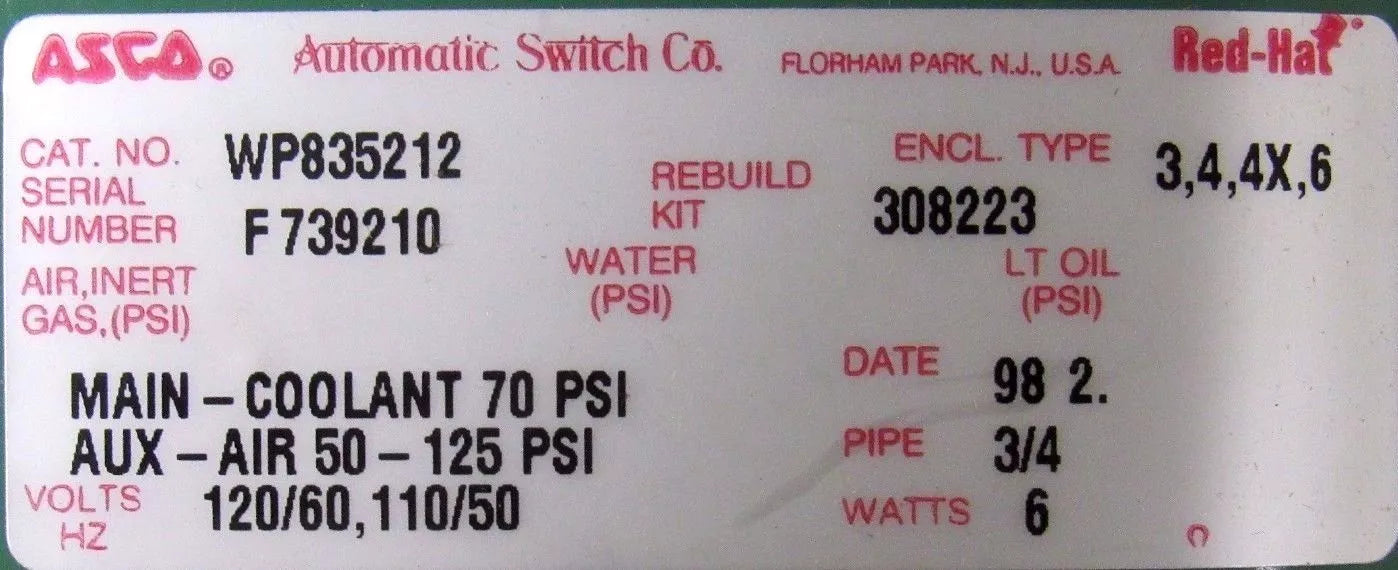 ASCO® Automatic Switch Co. FLORHAM PARK, N.J., U.S.A. Red-Hat®
CAT. NO. WP835212 ENCL. TYPE 3,4,4X,6
SERIAL NUMBER F 739210 REBUILD KIT 308223
AIR,INERT GAS,(PSI) WATER (PSI) LT OIL (PSI)
MAIN – COOLANT 70 PSI DATE 98 2.
AUX – AIR 50 – 125 PSI PIPE 3/4
VOLTS HZ 120/60, 110/50 WATTS 6